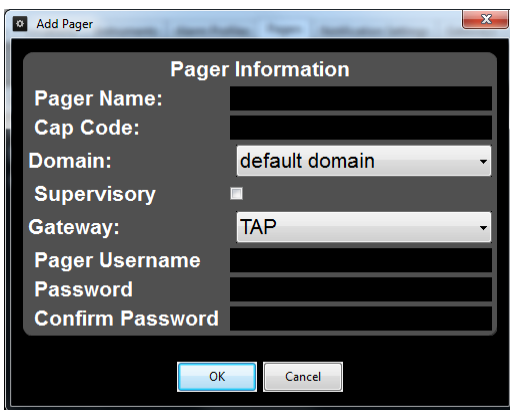 Add Pager
Pages
Pager Information
Pager Name:
Cap Code:
Domain: default domain
Supervisory
Gateway: TAP
Pager Username
Password
Confirm Password
OK Cancel